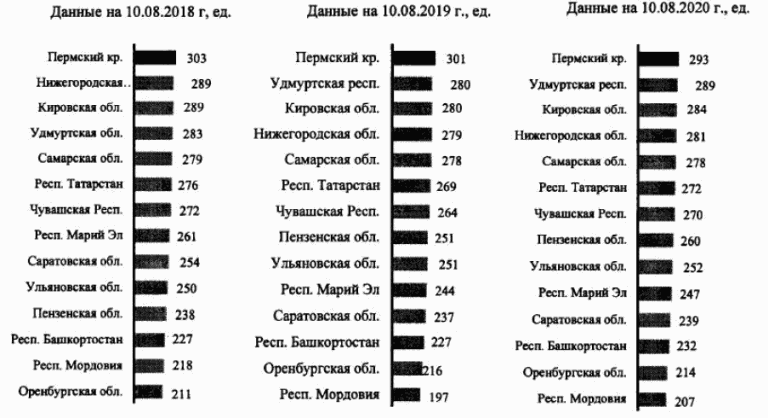 Данные на 10.08.2018 г, ед.
Пермский кр. 303
Нижегородская.. 289
Кировская обл. 289
Удмуртская обл. 283
Самарская обл. 279
Респ. Татарстан 276
Чувашская Респ. 272
Респ. Марий Эл 261
Саратовская обл. 254
Ульяновская обл. 250
Пензенская обл. 238
Респ. Башкортостан 227
Респ. Мордовия 218
Оренбургская обл. 211
Данные на 10.08.2019 г., ед.
Пермский кр. 301
Удмуртская респ. 280
Кировская обл. 280
Нижегородская обл. 279
Самарская обл. 278
Респ. Татарстан 269
Чувашская Респ. 264
Пензенская обл. 251
Ульяновская обл. 251
Респ. Марий Эл 244
Саратовская обл. 237
Респ. Башкортостан 227
Оренбургская обл. 216
Респ. Мордовия 197
Данные на 10.08.2020 г., ед.
Пермский кр. 293
Удмуртская респ. 289
Кировская обл. 284
Нижегородская обл. 281
Самарская обл. 278
Респ. Татарстан 272
Чувашская Респ. 270
Пензенская обл. 260
Ульяновская обл. 252
Респ. Марий Эл 247
Саратовская обл. 239
Респ. Башкортостан 232
Оренбургская обл. 214
Респ. Мордовия 207